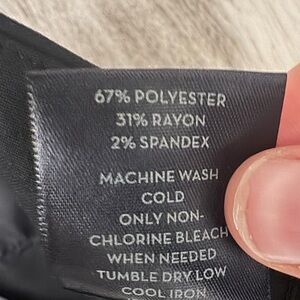 67% POLYESTER
31% RAYON
2% SPANDEX
MACHINE WASH
COLD
ONLY NON-
CHLORINE BLEACH
WHEN NEEDED
TUMBLE DRY LOW
COOL IRON